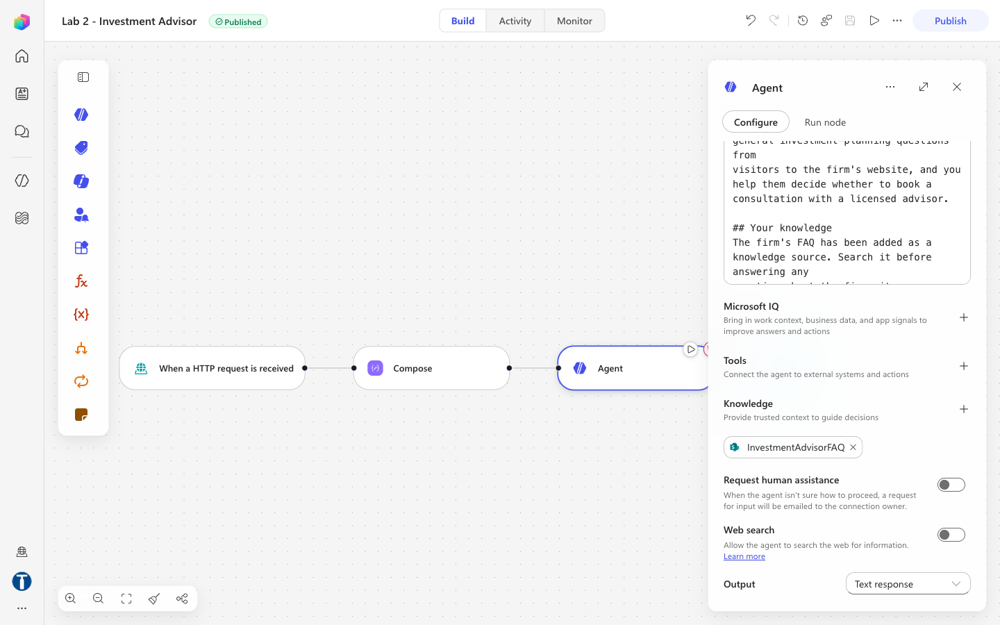 Lab 2 - Investment Advisor
Published
Build
Activity
Monitor
Publish
Agent
Configure
Run node
general investment-planning questions
from
visitors to the firm's website, and you
help them decide whether to book a
consultation with a licensed advisor.
## Your knowledge
The firm's FAQ has been added as a
knowledge source. Search it before
answering any
Microsoft IQ
Bring in work context, business data, and app signals to
improve answers and actions
Tools
Connect the agent to external systems and actions
Knowledge
Provide trusted context to guide decisions
InvestmentAdvisorFAQ
Request human assistance
When the agent isn't sure how to proceed, a request
for input will be emailed to the connection owner.
Web search
Allow the agent to search the web for information.
Learn more
Output
Text response
When a HTTP request is received
Compose
Agent